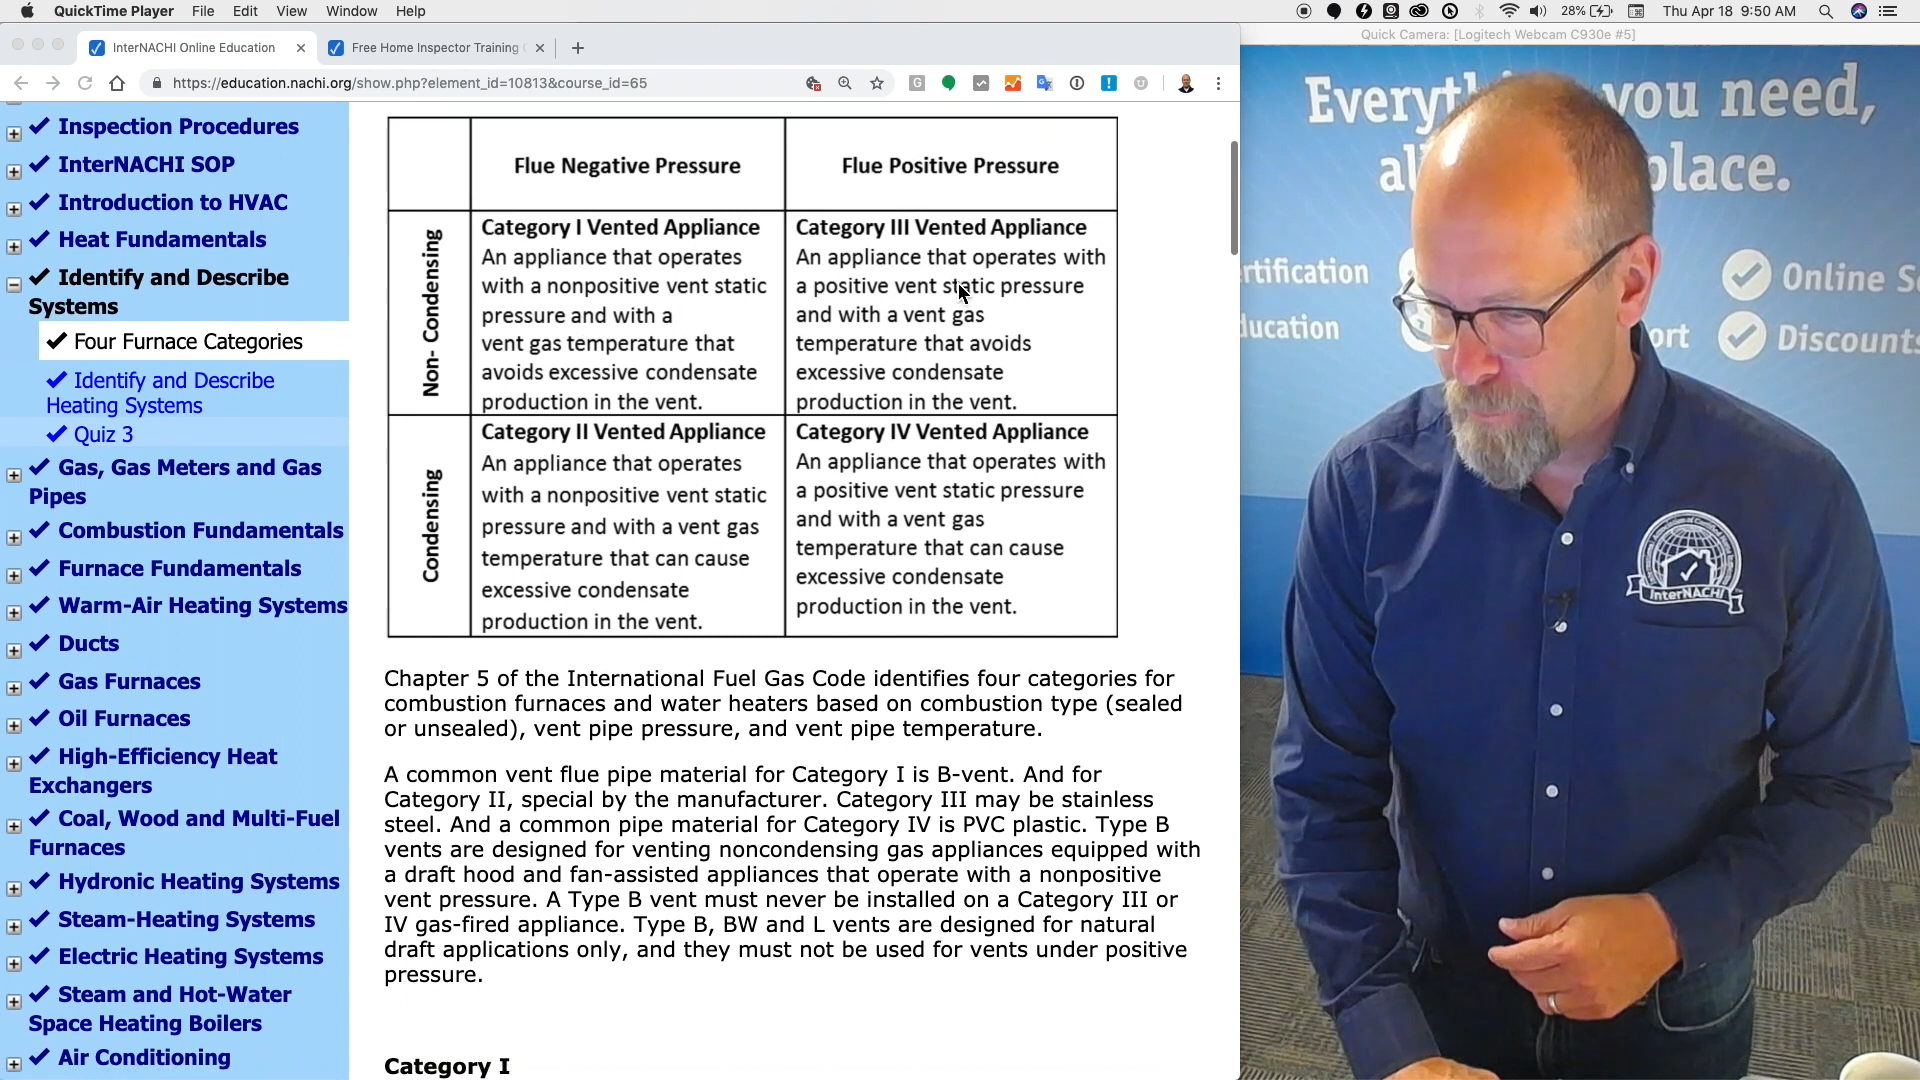 QuickTime Player File Edit View Window Help
28% Thu Apr 18 9:50 AM
Quick Camera: [Logitech Webcam C930e #5]
InterNACHI Online Education
Free Home Inspector Training
https://education.nachi.org/show.php?element_id=10813&course_id=65
Inspection Procedures
InterNACHI SOP
Introduction to HVAC
Heat Fundamentals
Identify and Describe
Systems
Four Furnace Categories
Identify and Describe
Heating Systems
Quiz 3
Gas, Gas Meters and Gas
Pipes
Combustion Fundamentals
Furnace Fundamentals
Warm-Air Heating Systems
Ducts
Gas Furnaces
Oil Furnaces
High-Efficiency Heat
Exchangers
Coal, Wood and Multi-Fuel
Furnaces
Hydronic Heating Systems
Steam-Heating Systems
Electric Heating Systems
Steam and Hot-Water
Space Heating Boilers
Air Conditioning
Flue Negative Pressure
Flue Positive Pressure
Non- Condensing
Category I Vented Appliance
An appliance that operates
with a nonpositive vent static
pressure and with a
vent gas temperature that
avoids excessive condensate
production in the vent.
Category III Vented Appliance
An appliance that operates with
a positive vent static pressure
and with a vent gas
temperature that avoids
excessive condensate
production in the vent.
Condensing
Category II Vented Appliance
An appliance that operates
with a nonpositive vent static
pressure and with a vent gas
temperature that can cause
excessive condensate
production in the vent.
Category IV Vented Appliance
An appliance that operates with
a positive vent static pressure
and with a vent gas
temperature that can cause
excessive condensate
production in the vent.
Chapter 5 of the International Fuel Gas Code identifies four categories for
combustion furnaces and water heaters based on combustion type (sealed
or unsealed), vent pipe pressure, and vent pipe temperature.
A common vent flue pipe material for Category I is B-vent. And for
Category II, special by the manufacturer. Category III may be stainless
steel. And a common pipe material for Category IV is PVC plastic. Type B
vents are designed for venting noncondensing gas appliances equipped with
a draft hood and fan-assisted appliances that operate with a nonpositive
vent pressure. A Type B vent must never be installed on a Category III or
IV gas-fired appliance. Type B, BW and L vents are designed for natural
draft applications only, and they must not be used for vents under positive
pressure.
Category I
you need,
place.
Online
Discounts
InterNACHI